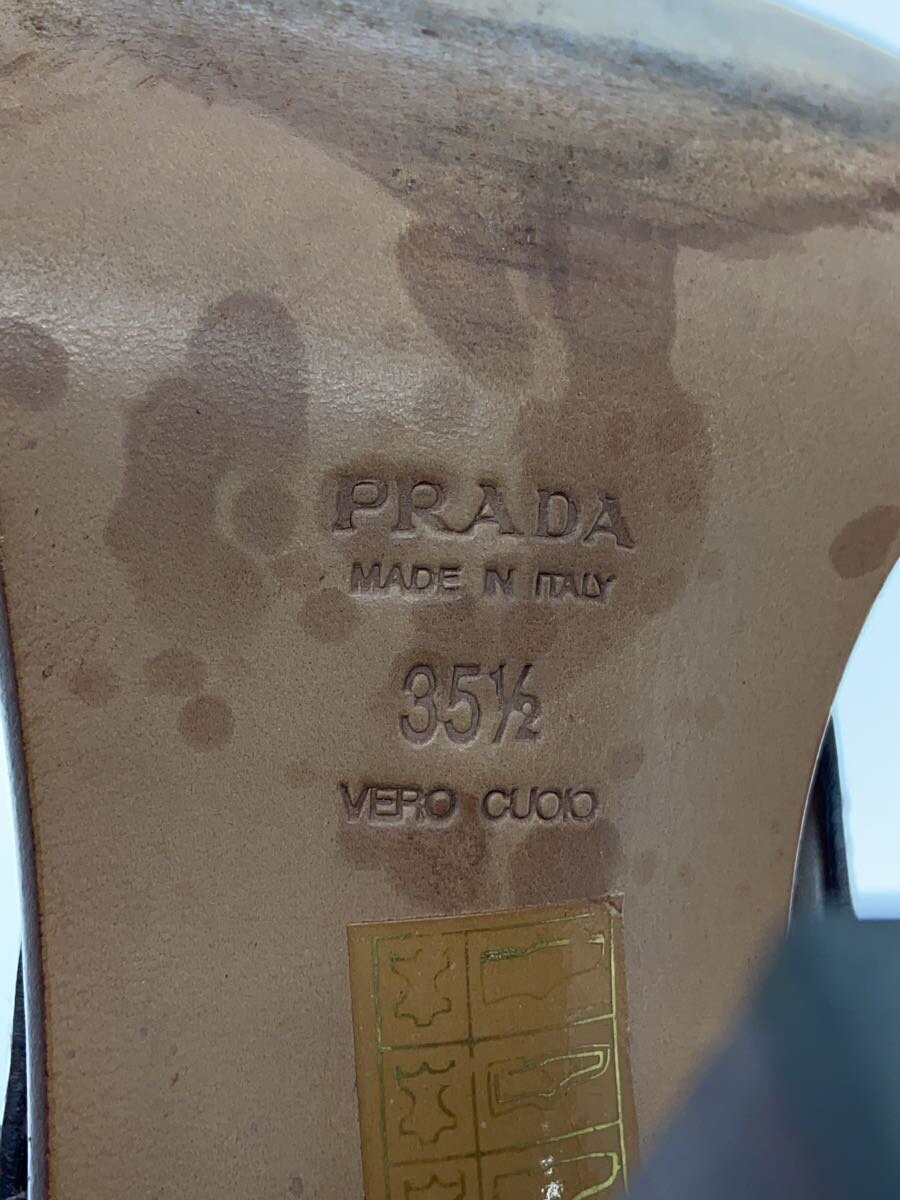 PRADA
MADE IN ITALY
35½
VERO CUOIO